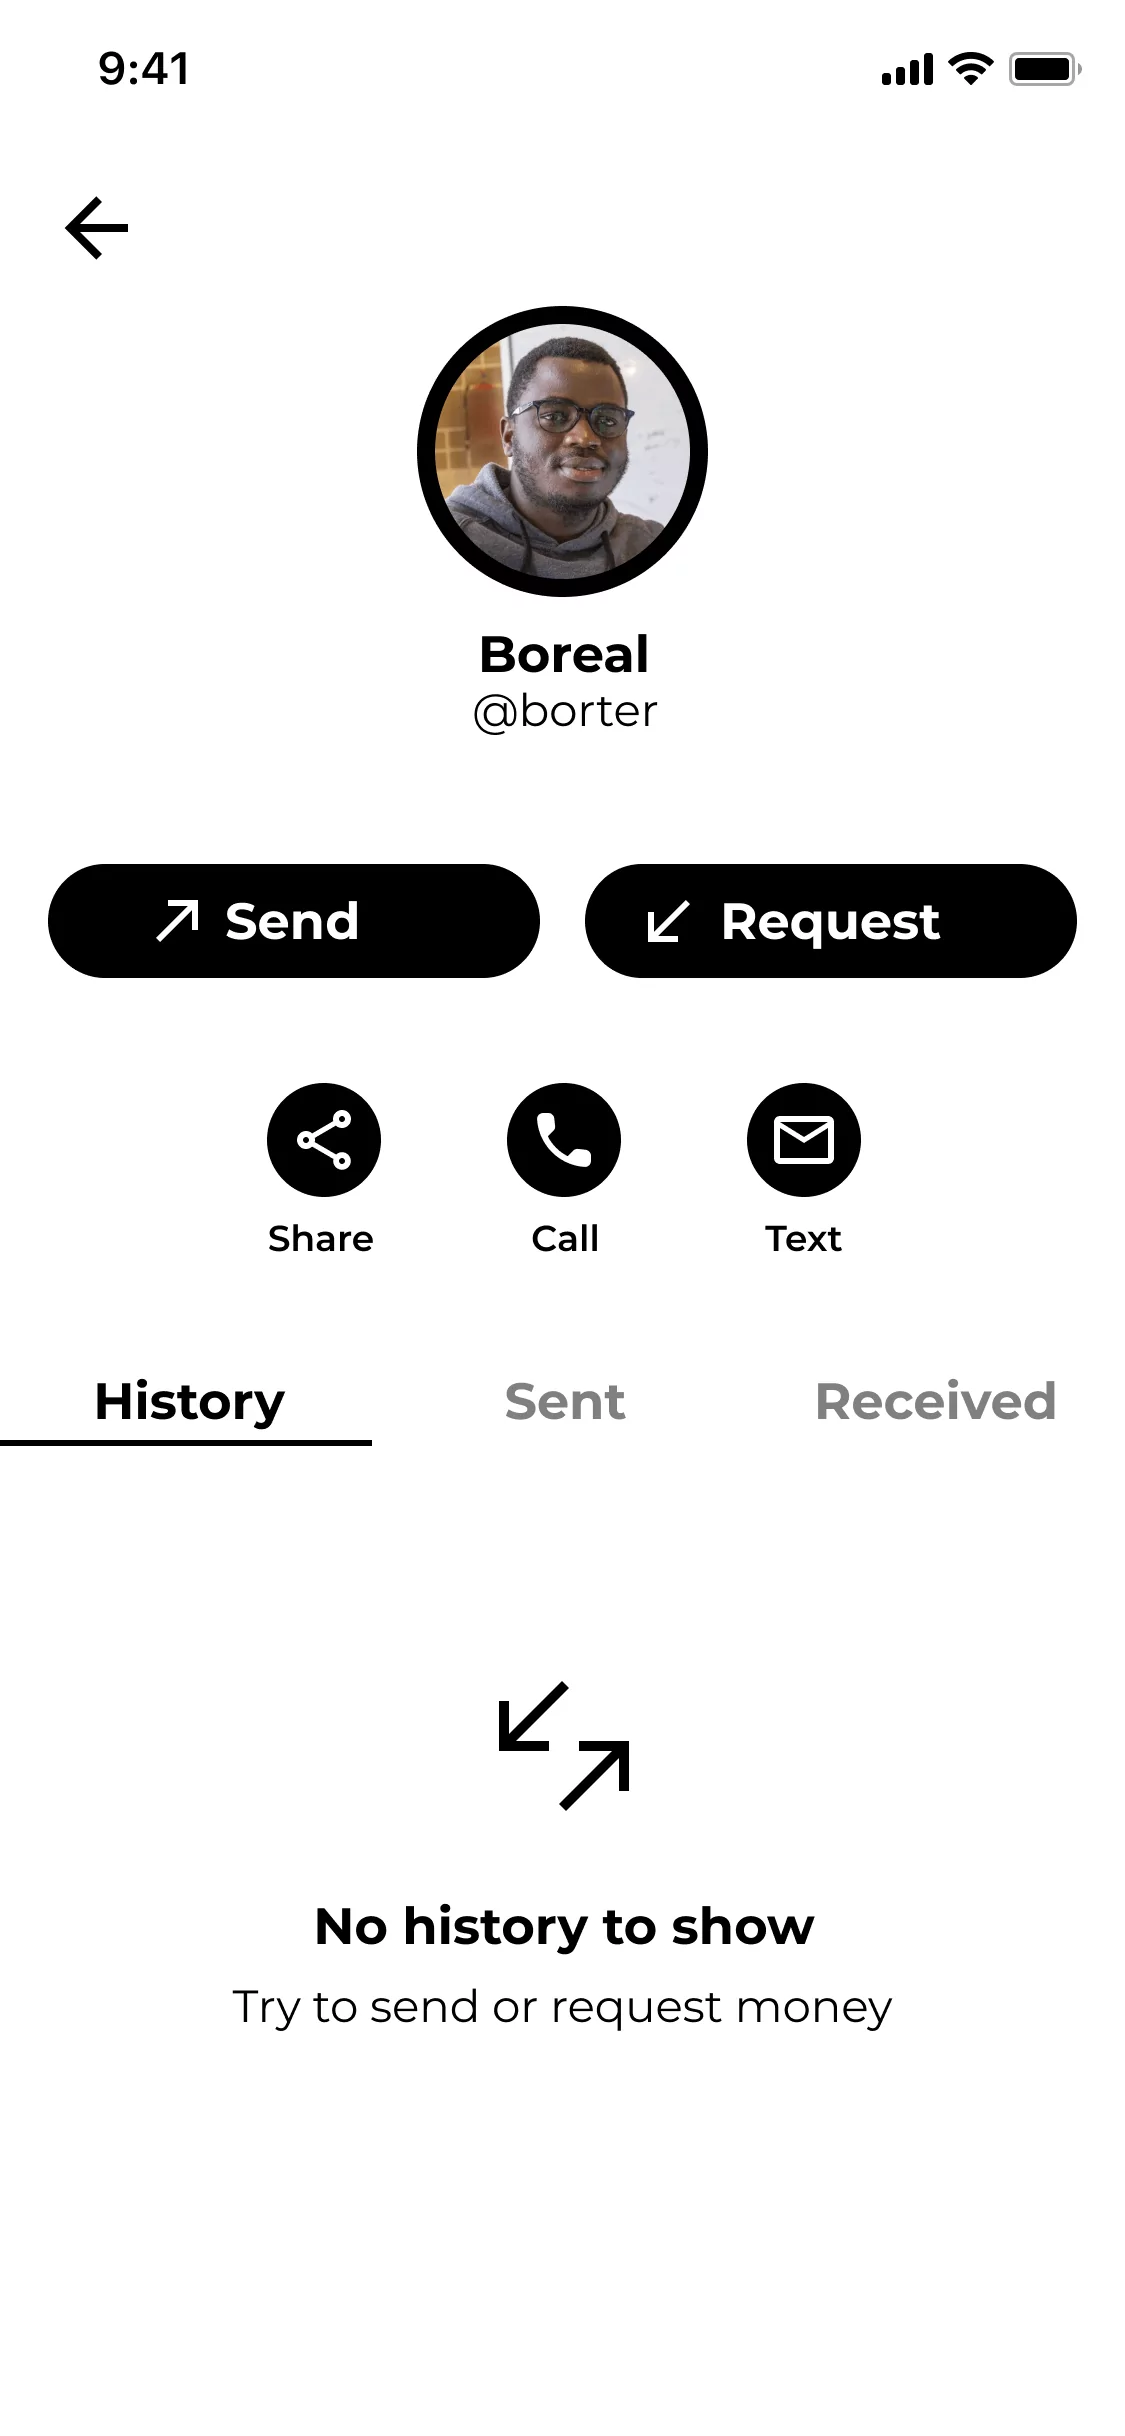 9:41
Boreal
@borter
Send
Request
Share
Call
Text
History
Sent
Received
No history to show
Try to send or request money